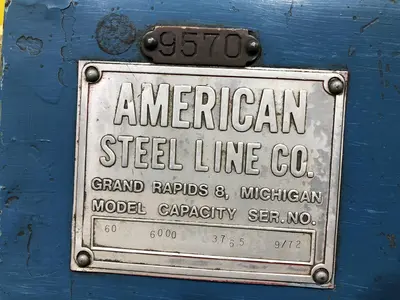 9570
AMERICAN
STEEL LINE CO.
GRAND RAPIDS 8, MICHIGAN
MODEL CAPACITY SER.NO.
60 6000 3765 9/72